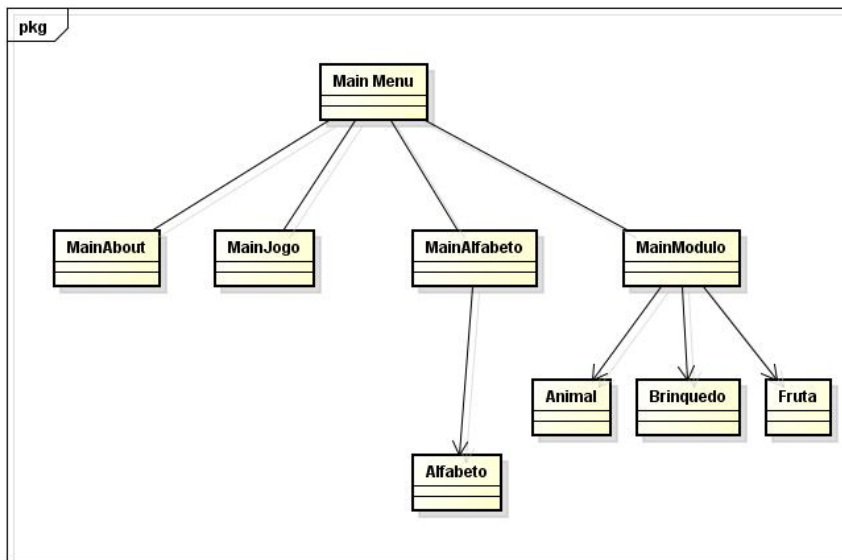 pkg
Main Menu
MainAbout
MainJogo
MainAlfabeto
MainModulo
Animal
Brinquedo
Fruta
Alfabeto